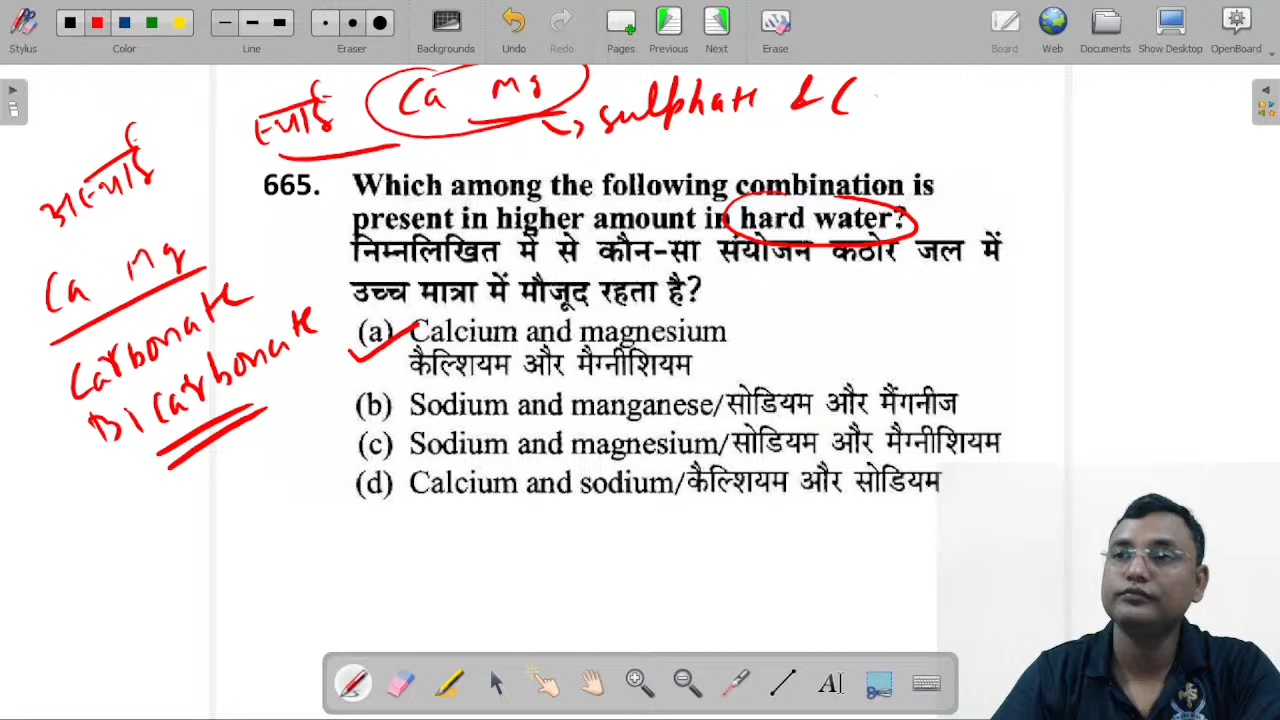 Stylus Color Line Eraser Backgrounds Undo Redo Pages Previous Next Erase Board Web Documents Show Desktop OpenBoard
स्थाई Ca Mg → sulphate & C
अस्थाई
Ca Mg
Carbonate
Bicarbonate
665. Which among the following combination is
present in higher amount in hard water?
निम्नलिखित में से कौन-सा संयोजन कठोर जल में
उच्च मात्रा में मौजूद रहता है?
(a) Calcium and magnesium
कैल्शियम और मैग्नीशियम
(b) Sodium and manganese/सोडियम और मैंगनीज
(c) Sodium and magnesium/सोडियम और मैग्नीशियम
(d) Calcium and sodium/कैल्शियम और सोडियम